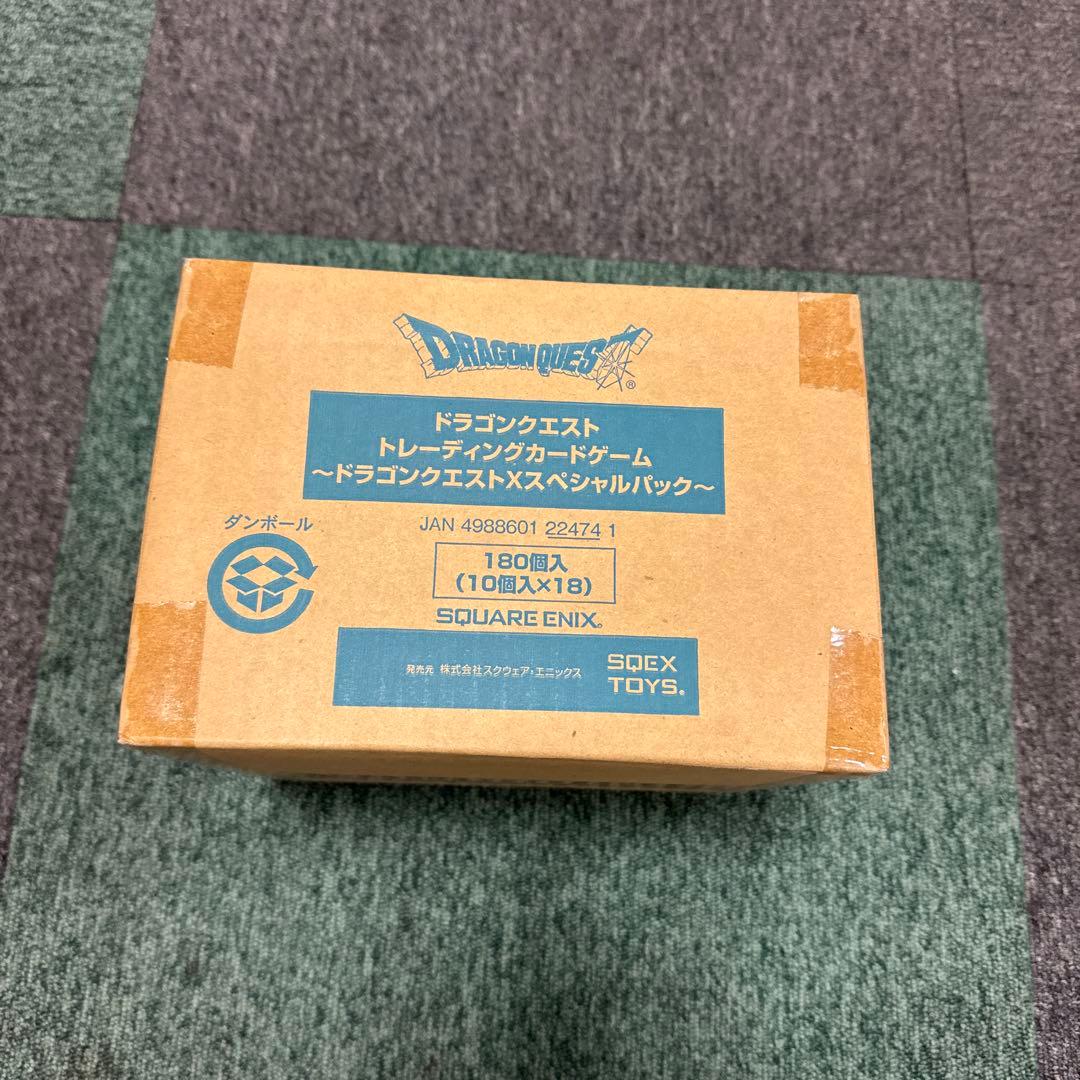 DRAGON QUEST®
ドラゴンクエスト
トレーディングカードゲーム
～ドラゴンクエストXスペシャルパック～
JAN 4988601 22474 1
ダンボール
180個入
（10個入×18）
SQUARE ENIX®
発売元 株式会社スクウェア・エニックス
SQEX
TOYS®